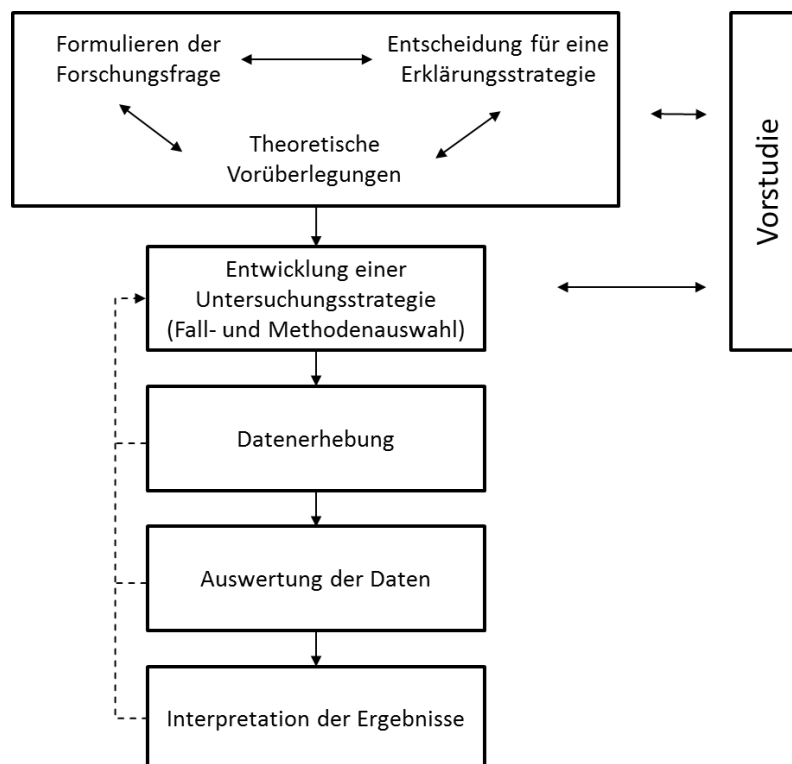 Formulieren der
Forschungsfrage
Entscheidung für eine
Erklärungsstrategie
Theoretische
Vorüberlegungen
Vorstudie
Entwicklung einer
Untersuchungsstrategie
(Fall- und Methodenauswahl)
Datenerhebung
Auswertung der Daten
Interpretation der Ergebnisse